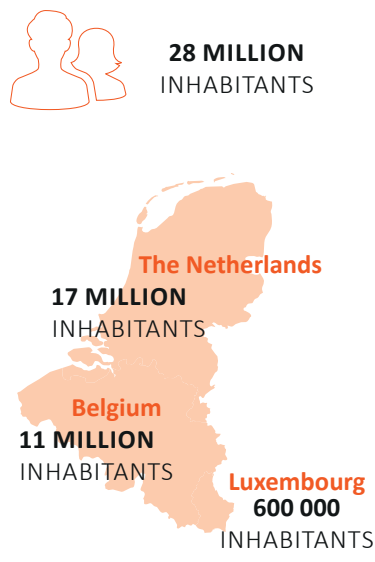 28 MILLION
INHABITANTS
The Netherlands
17 MILLION
INHABITANTS
Belgium
11 MILLION
INHABITANTS
Luxembourg
600 000
INHABITANTS